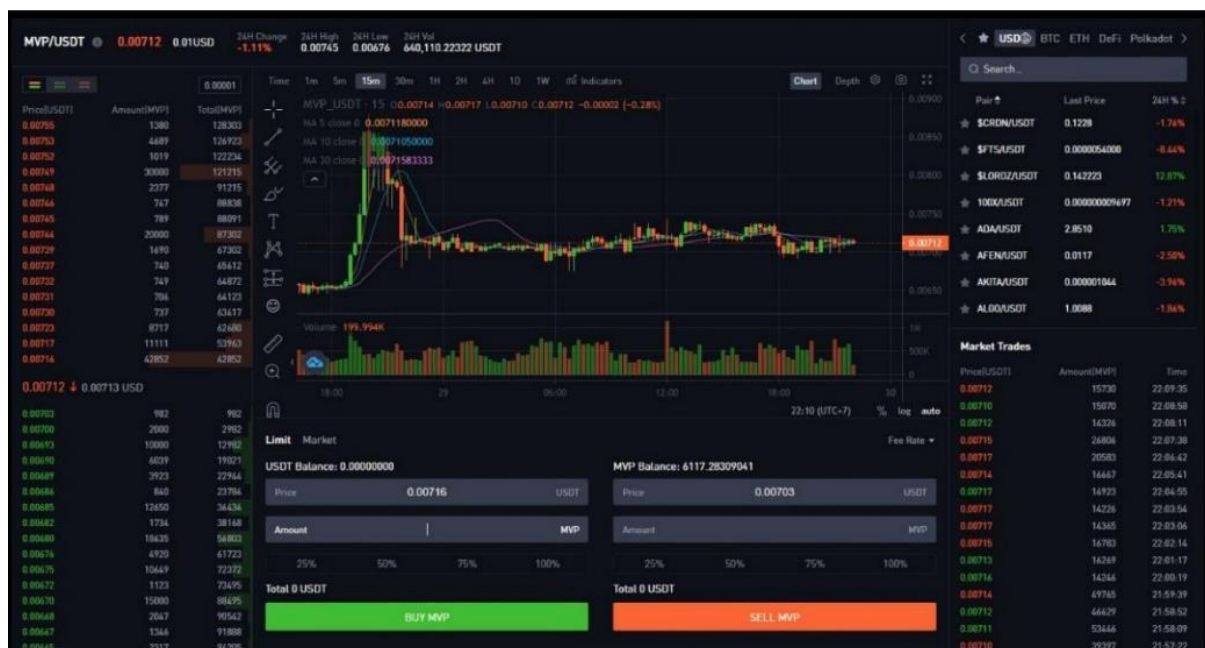 MVP/USDT 0.00712 0.01USD 24H Change -1.11% 24H High 0.00745 24H Low 0.00676 24H Vol 640,110.22322 USDT
0.00001
Price(USDT) Amount(MVP) Total(MVP)
0.00755 1380 128303
0.00753 4689 126923
0.00752 1019 122234
0.00749 30000 121215
0.00748 2377 91215
0.00746 747 88838
0.00745 789 88091
0.00744 20000 87302
0.00739 1690 67302
0.00737 740 65612
0.00732 749 64872
0.00731 706 64123
0.00730 737 63417
0.00723 8717 62680
0.00717 11111 53963
0.00716 42852 42852
0.00712 ↓ 0.00713 USD
0.00703 982 982
0.00700 2000 2982
0.00693 10000 12982
0.00690 6039 19021
0.00689 3923 22944
0.00686 840 23784
0.00685 12650 36434
0.00682 1734 38168
0.00680 18635 56803
0.00676 4920 61723
0.00675 10649 72372
0.00672 1123 73495
0.00670 15000 88495
0.00668 2047 90542
0.00667 1346 91888
Time 1m 5m 15m 30m 1H 2H 4H 1D 1W Indicators Chart Depth
MVP_USDT · 15 O0.00714 H0.00717 L0.00710 C0.00712 -0.00002 (-0.28%)
MA 5 close 0 0.0071180000
MA 10 close 0 0.0071050000
MA 30 close 0 0.0071583333
0.00900
0.00850
0.00800
0.00750
0.00712
0.00700
0.00650
Volume 199.994K
1M
500K
0
18:00 29 06:00 12:00 18:00 30
22:10 (UTC+7) % log auto
Limit Market Fee Rate
USDT Balance: 0.00000000
Price 0.00716 USDT
Amount MVP
25% 50% 75% 100%
Total 0 USDT
BUY MVP
MVP Balance: 6117.28309041
Price 0.00703 USDT
Amount MVP
25% 50% 75% 100%
Total 0 USDT
SELL MVP
USD BTC ETH DeFi Polkadot
Search...
Pair Last Price 24H %
$CRDN/USDT 0.1228 -1.76%
$FTS/USDT 0.0000054000 -8.44%
$LORDZ/USDT 0.142223 12.87%
100X/USDT 0.000000009697 -1.21%
ADA/USDT 2.8510 1.75%
AFEN/USDT 0.0117 -2.50%
AKITA/USDT 0.000001044 -3.96%
ALGO/USDT 1.0088 -1.86%
Market Trades
Price(USDT) Amount(MVP) Time
0.00712 15730 22:09:35
0.00710 15070 22:08:58
0.00712 14326 22:08:11
0.00715 26806 22:07:38
0.00717 20583 22:06:42
0.00714 16667 22:05:41
0.00717 14923 22:04:55
0.00717 14226 22:03:54
0.00717 14365 22:03:06
0.00715 16783 22:02:14
0.00713 16269 22:01:17
0.00716 14246 22:00:19
0.00714 49765 21:59:39
0.00712 46629 21:58:52
0.00711 53446 21:58:09
0.00710 39397 21:57:22